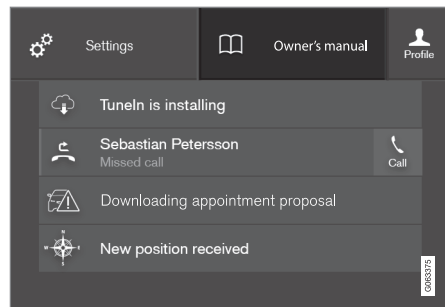 Settings
Owner's manual
Profile
TuneIn is installing
Sebastian Petersson
Missed call
Call
Downloading appointment proposal
N
W
E
S
New position received
G063375